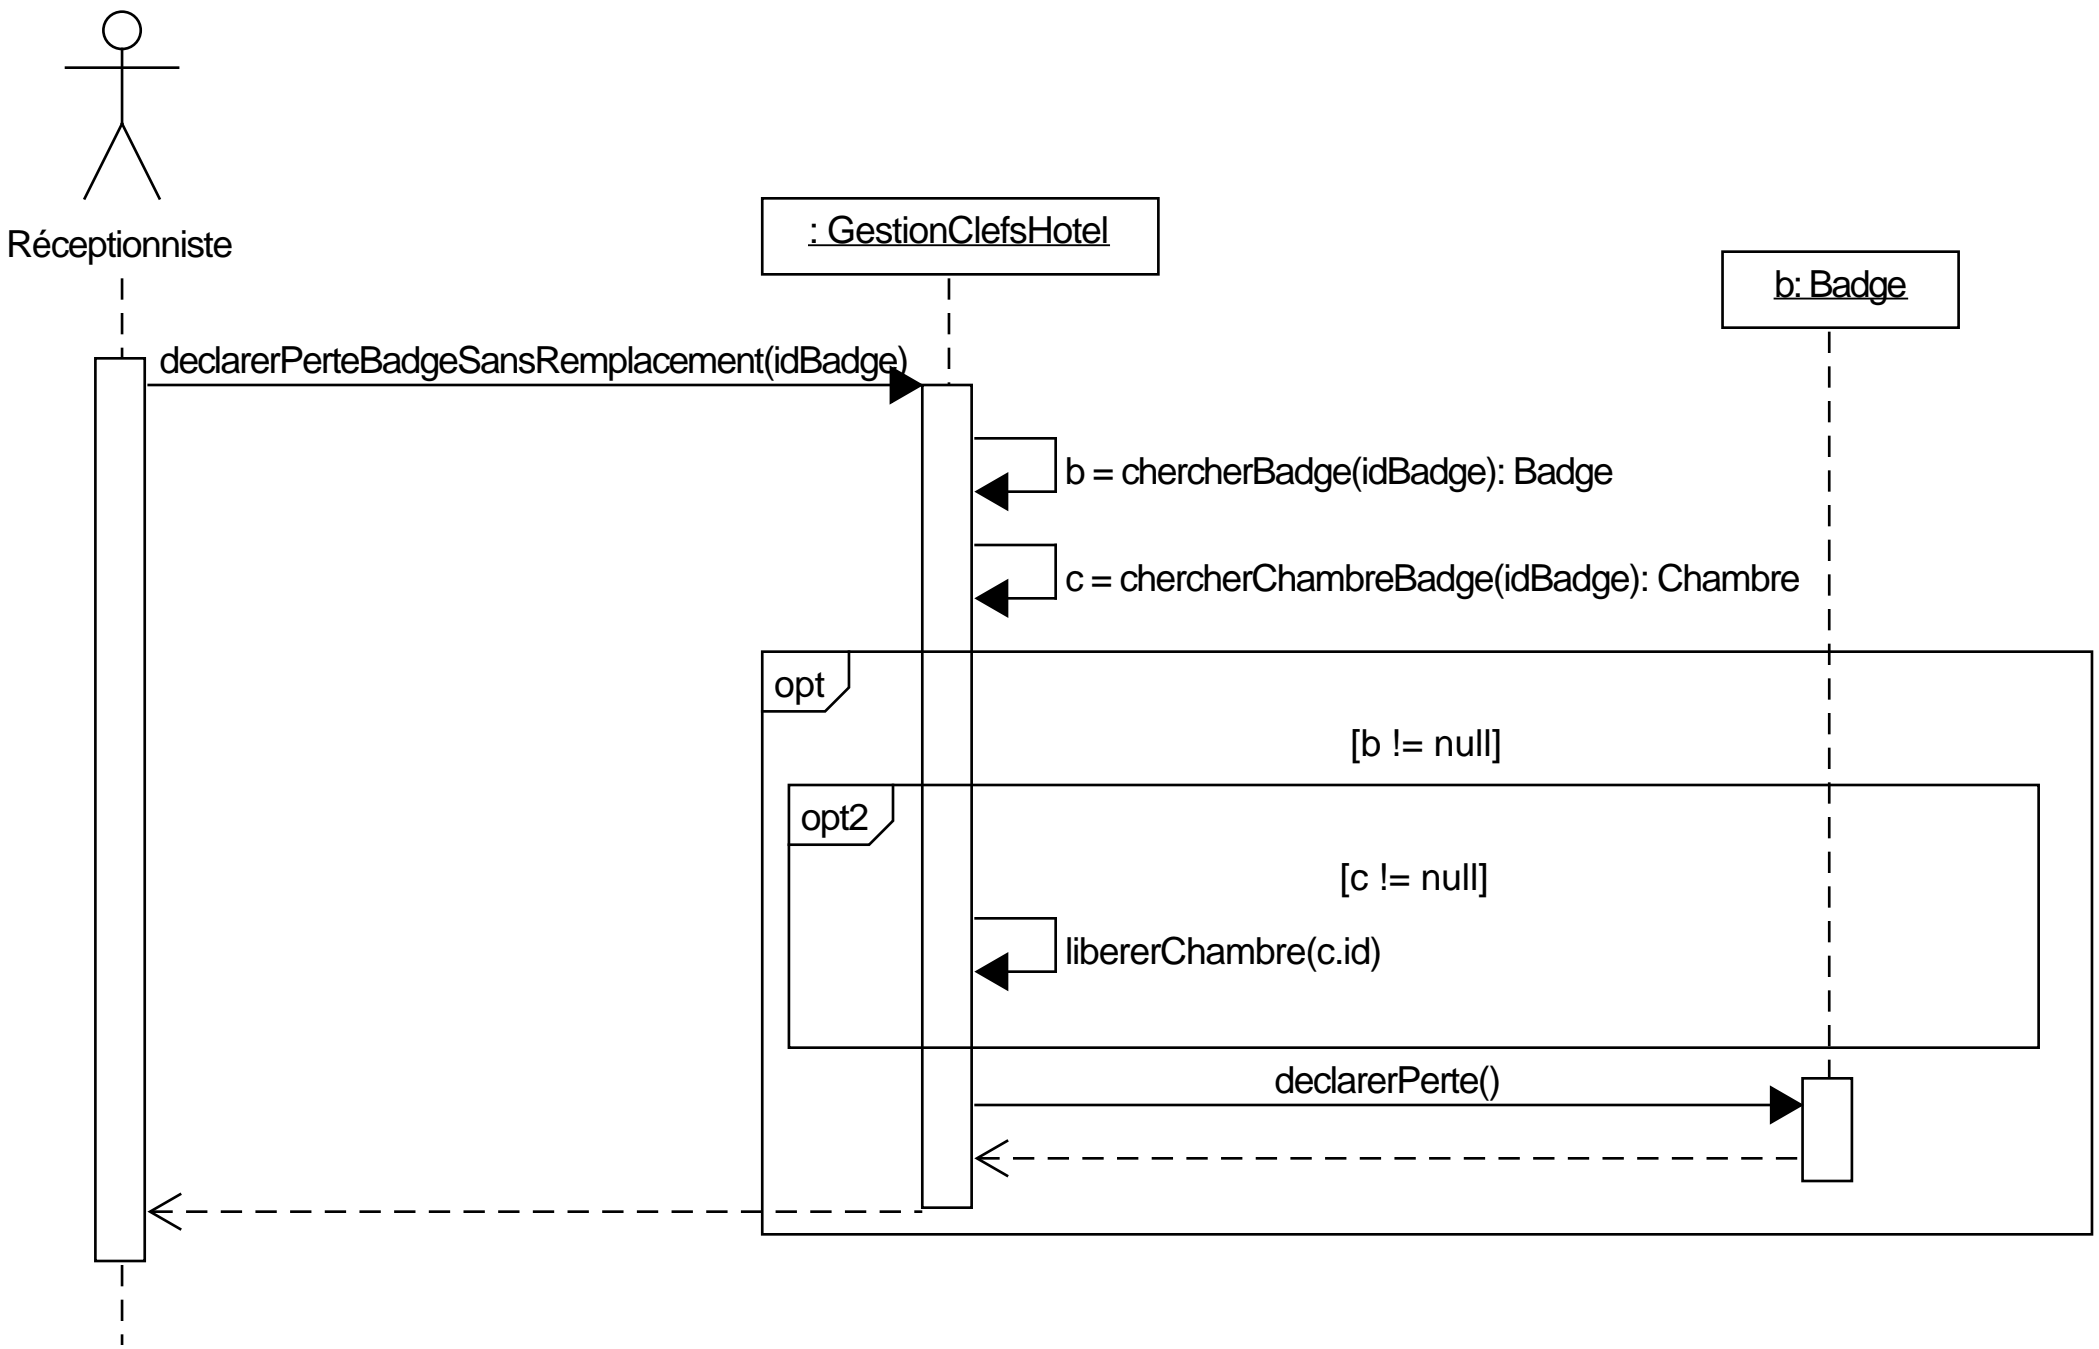 Réceptionniste
: GestionClefsHotel
b: Badge
declarerPerteBadgeSansRemplacement(idBadge)
b = chercherBadge(idBadge): Badge
c = chercherChambreBadge(idBadge): Chambre
opt
[b != null]
opt2
[c != null]
libererChambre(c.id)
declarerPerte()